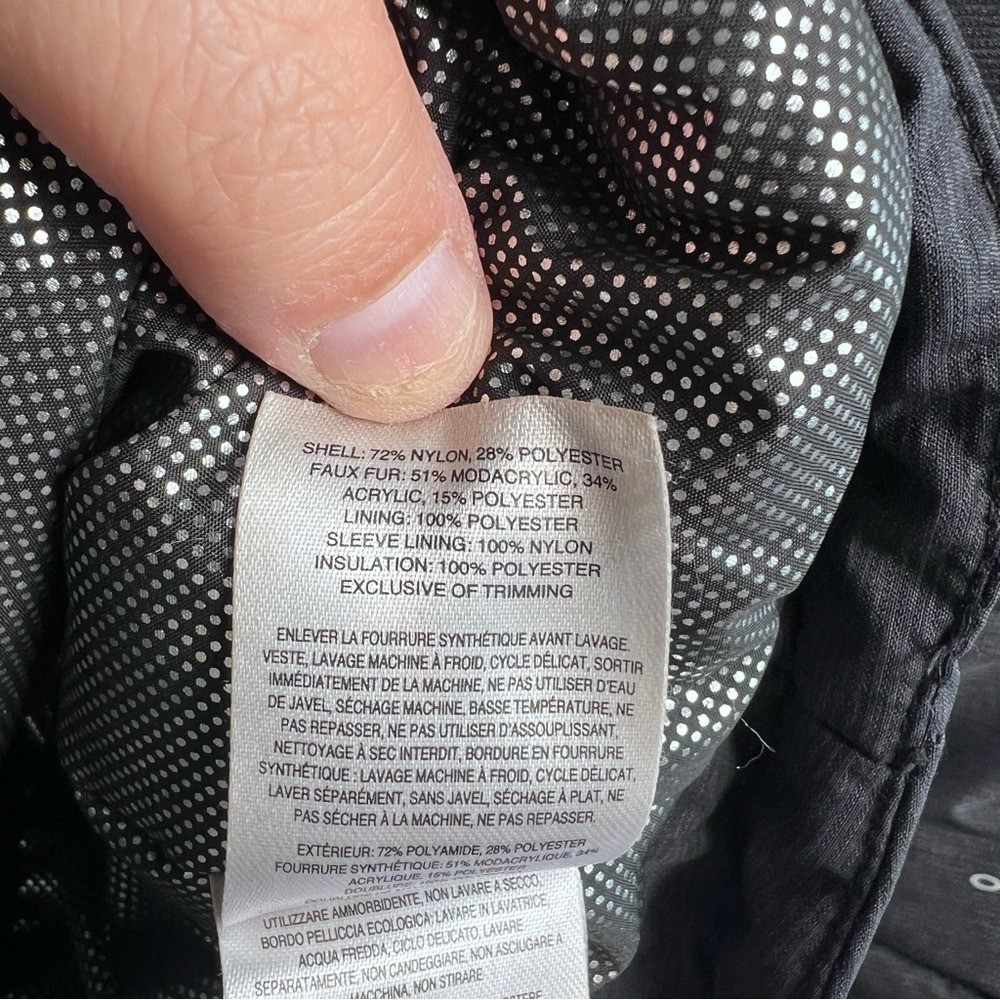 SHELL: 72% NYLON, 28% POLYESTER
FAUX FUR: 51% MODACRYLIC, 34%
ACRYLIC, 15% POLYESTER
LINING: 100% POLYESTER
SLEEVE LINING: 100% NYLON
INSULATION: 100% POLYESTER
EXCLUSIVE OF TRIMMING
ENLEVER LA FOURRURE SYNTHÉTIQUE AVANT LAVAGE.
VESTE, LAVAGE MACHINE À FROID, CYCLE DÉLICAT, SORTIR
IMMÉDIATEMENT DE LA MACHINE, NE PAS UTILISER D'EAU
DE JAVEL, SÉCHAGE MACHINE, BASSE TEMPÉRATURE, NE
PAS REPASSER, NE PAS UTILISER D'ASSOUPLISSANT,
NETTOYAGE À SEC INTERDIT, BORDURE EN FOURRURE
SYNTHÉTIQUE : LAVAGE MACHINE À FROID, CYCLE DÉLICAT,
LAVER SÉPARÉMENT, SANS JAVEL, SÉCHAGE À PLAT, NE
PAS SÉCHER À LA MACHINE, NE PAS REPASSER.
EXTÉRIEUR: 72% POLYAMIDE, 28% POLYESTER
FOURRURE SYNTHÉTIQUE: 51% MODACRYLIQUE, 34%
ACRYLIQUE, 15% POLYESTER
UTILIZZARE AMMORBIDENTE, NON LAVARE A SECCO,
BORDO PELLICCIA ECOLOGICA: LAVARE IN LAVATRICE,
ACQUA FREDDA, CICLO DELICATO, LAVARE
SEPARATAMENTE, NON CANDEGGIARE, NON ASCIUGARE A
MACCHINA, NON STIRARE